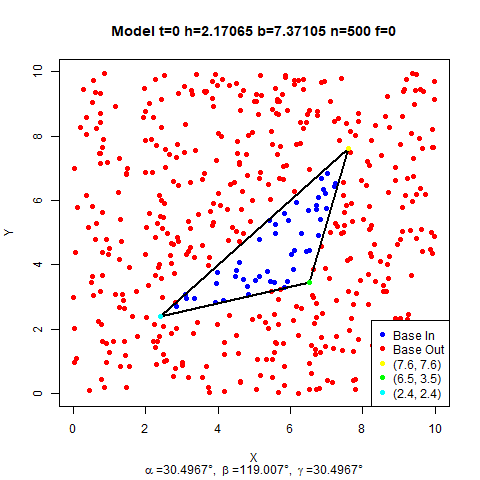 Model t=0 h=2.17065 b=7.37105 n=500 f=0
10
8
6
4
2
0
Y
0 2 4 6 8 10
Base In
Base Out
(7.6, 7.6)
(6.5, 3.5)
(2.4, 2.4)
X
α=30.4967°, β=119.007°, γ=30.4967°